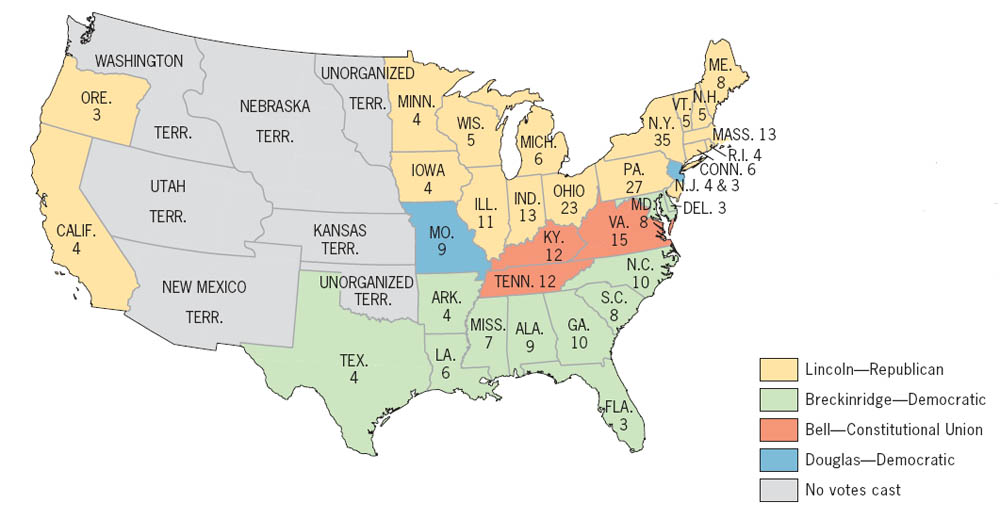 WASHINGTON
TERR.
ORE.
3
CALIF.
4
NEBRASKA
TERR.
UNORGANIZED
TERR.
UTAH
TERR.
KANSAS
TERR.
NEW MEXICO
TERR.
UNORGANIZED
TERR.
TEX.
4
MINN.
4
IOWA
4
MO.
9
ARK.
4
LA.
6
WIS.
5
ILL.
11
MICH.
6
IND.
13
OHIO
23
KY.
12
TENN. 12
MISS.
7
ALA.
9
GA.
10
FLA.
3
S.C.
8
N.C.
10
VA.
15
MD.
8
DEL. 3
PA.
27
N.J. 4 & 3
N.Y.
35
CONN. 6
R.I. 4
MASS. 13
VT.
5
N.H.
5
ME.
8
Lincoln—Republican
Breckinridge—Democratic
Bell—Constitutional Union
Douglas—Democratic
No votes cast